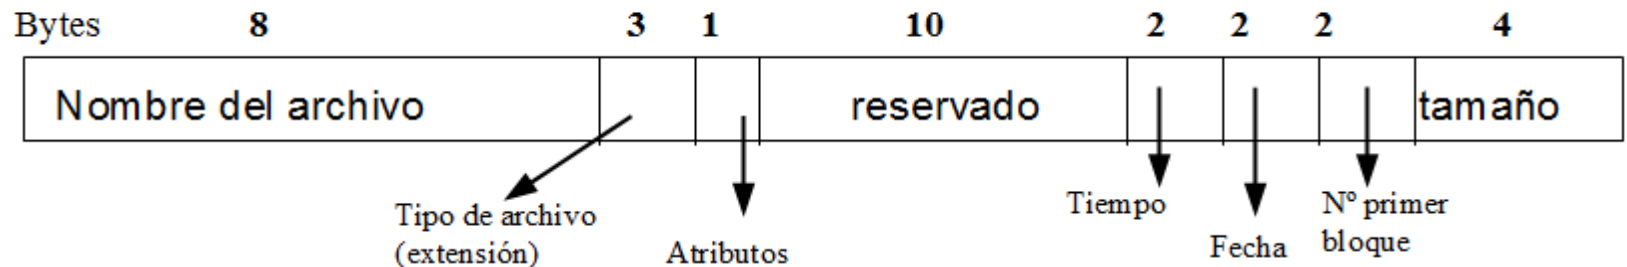 Bytes 8 3 1 10 2 2 2 4
Nombre del archivo reservado tamaño
Tipo de archivo
(extensión)
Atributos
Tiempo
Fecha
Nº primer
bloque